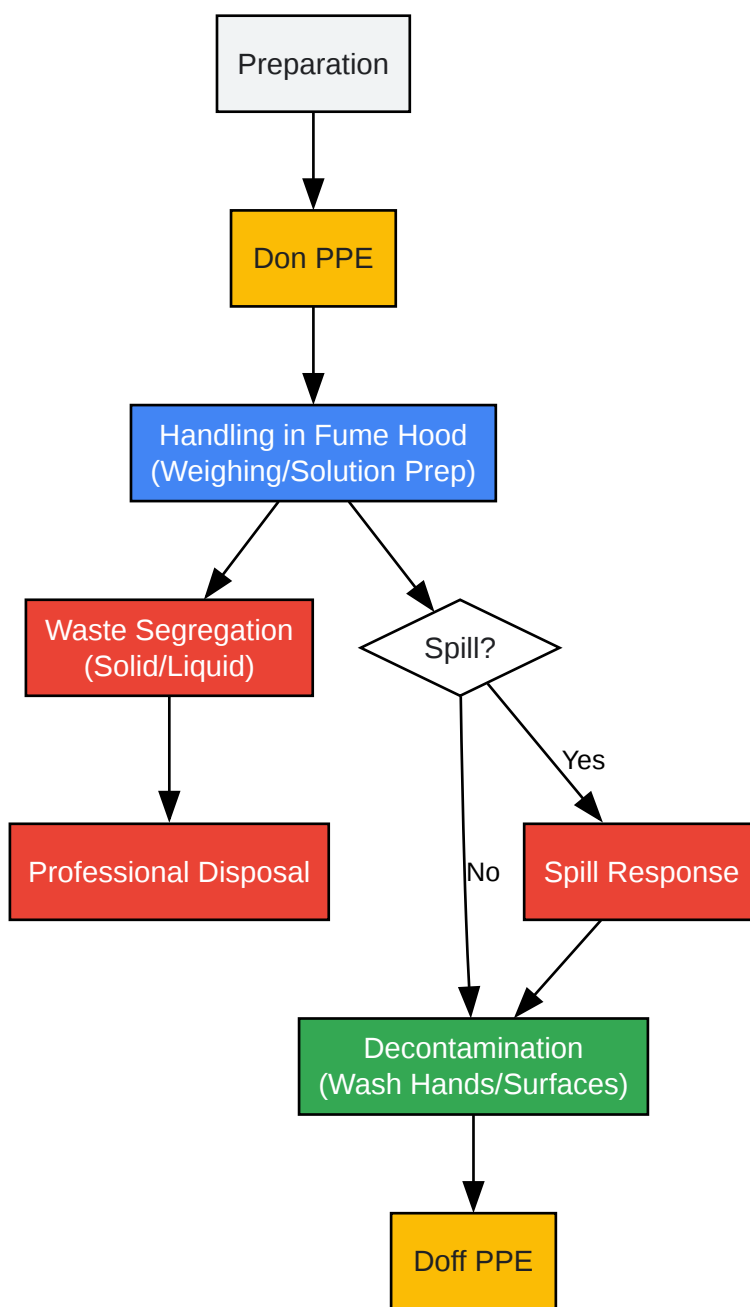 Preparation
Don PPE
Handling in Fume Hood
(Weighing/Solution Prep)
Waste Segregation
(Solid/Liquid)
Spill?
Yes
Professional Disposal
No
Spill Response
Decontamination
(Wash Hands/Surfaces)
Doff PPE